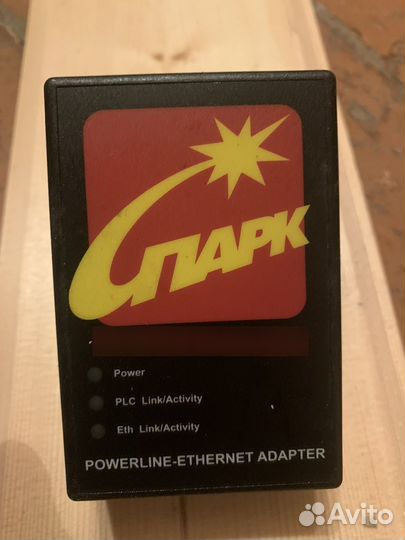 СПАРК
Power
PLC Link/Activity
Eth Link/Activity
POWERLINE-ETHERNET ADAPTER
Avito